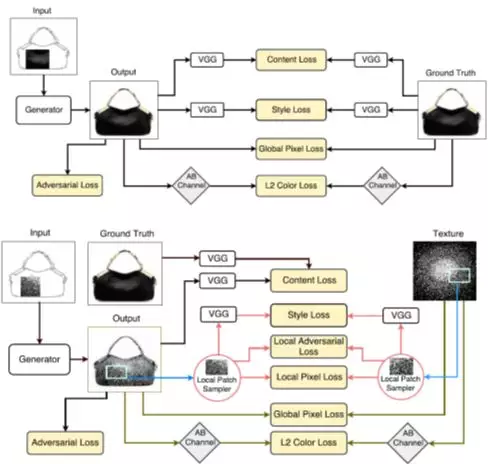 Input
Output
VGG
Content Loss
VGG
Ground Truth
Generator
VGG
Style Loss
VGG
Global Pixel Loss
Adversarial Loss
AB
Channel
L2 Color Loss
AB
Channel
Input
Ground Truth
Texture
VGG
VGG
Content Loss
Output
VGG
Style Loss
VGG
Generator
Local Adversarial
Loss
Local Patch
Sampler
Local Pixel Loss
Local Patch
Sampler
Global Pixel Loss
Adversarial Loss
AB
Channel
L2 Color Loss
AB
Channel